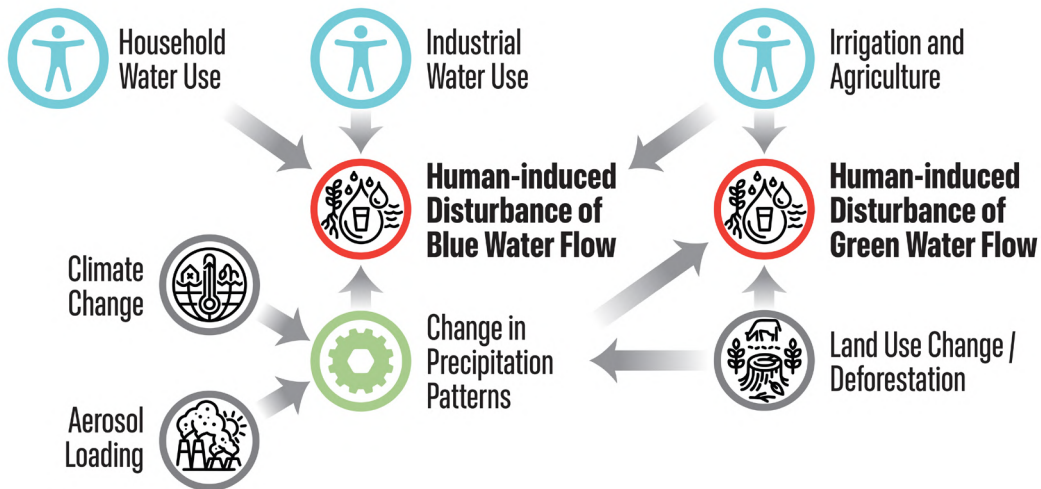 Household
Water Use
Industrial
Water Use
Irrigation and
Agriculture
Human-induced
Disturbance of
Blue Water Flow
Human-induced
Disturbance of
Green Water Flow
Climate
Change
Change in
Precipitation
Patterns
Land Use Change /
Deforestation
Aerosol
Loading